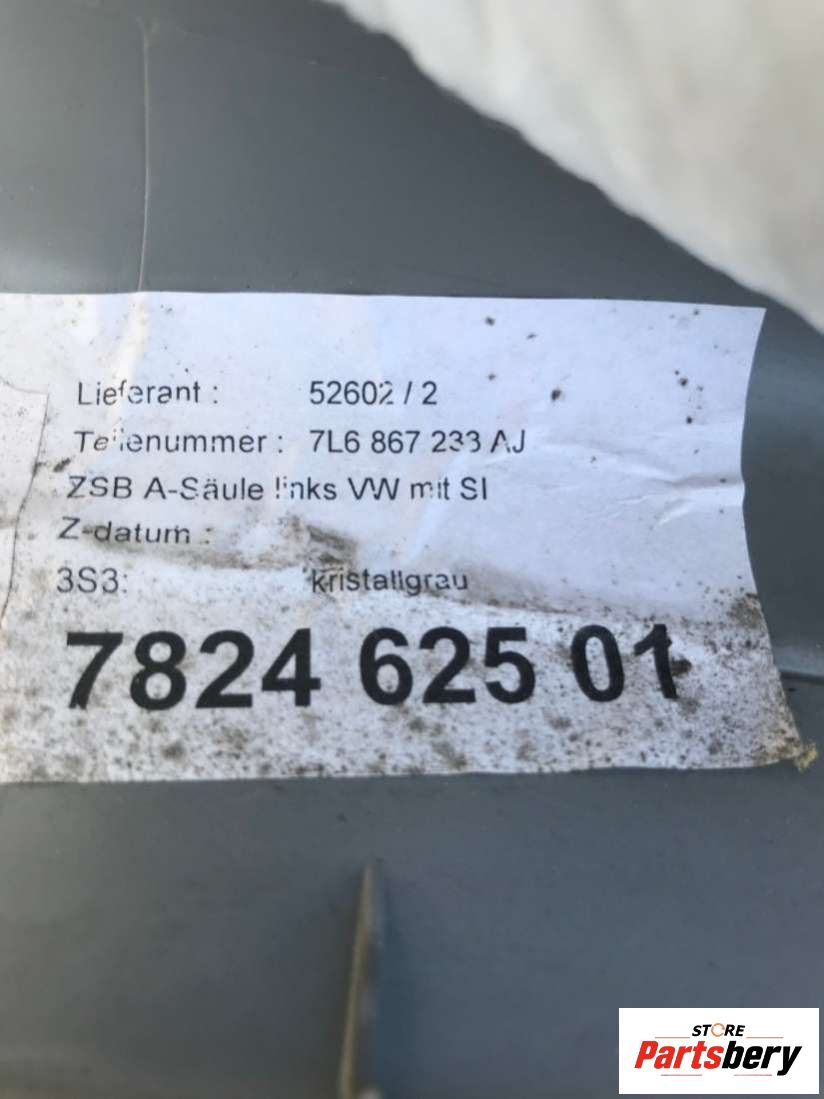 Lieferant : 52602 / 2
Teilenummer : 7L6 867 233 AJ
ZSB A-Säule links VW mit SI
Z-datum :
3S3: kristallgrau
7824 625 01
STORE
Partsbery